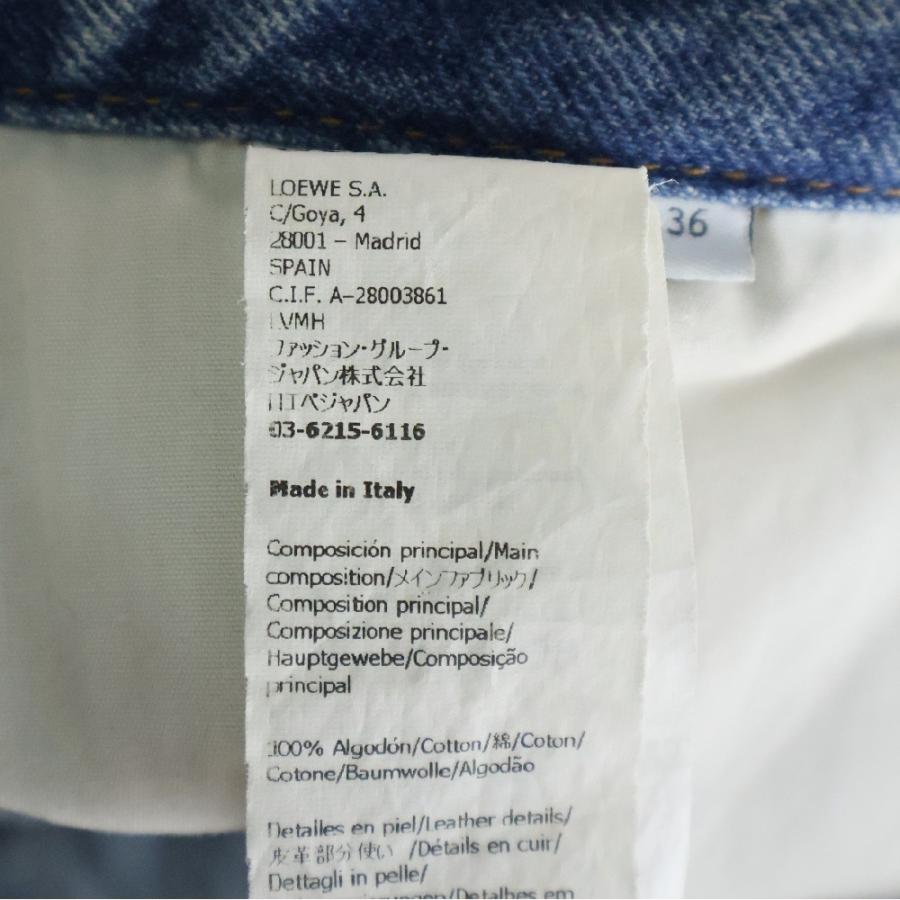 LOEWE S.A.
C/Goya, 4
28001 – Madrid
SPAIN
C.I.F. A-28003861
LVMH
ファッション・グループ・
ジャパン株式会社
ロエベジャパン
03-6215-6116
Made in Italy
Composición principal/Main
composition/メインファブリック/
Composition principal/
Composizione principale/
Hauptgewebe/Composição
principal
100% Algodón/Cotton/綿/Coton/
Cotone/Baumwolle/Algodão
Detalles en piel/Leather details/
皮革部分使い /Détails en cuir/
Dettagli in pelle/
/Detalhes em
36